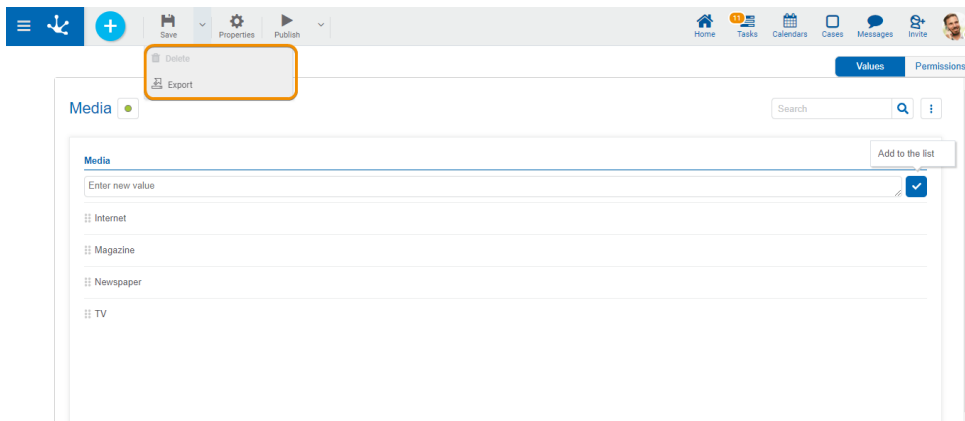 Save
Properties
Publish
Home
11
Tasks
Calendars
Cases
Messages
Invite
Delete
Export
Values
Permissions
Media
Search
Add to the list
Media
Enter new value
Internet
Magazine
Newspaper
TV